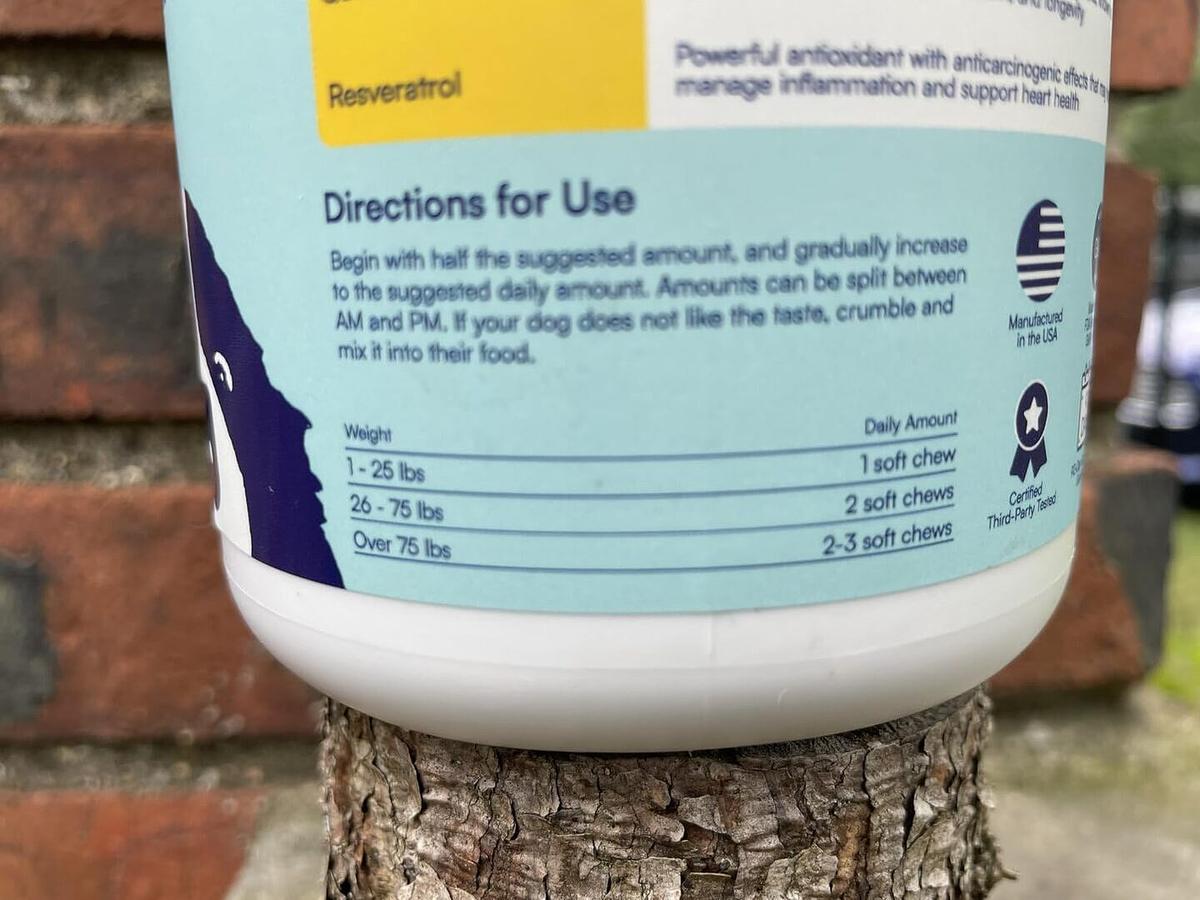 and longevity
Resveratrol
Powerful antioxidant with anticarcinogenic effects that may
manage inflammation and support heart health
Directions for Use
Begin with half the suggested amount, and gradually increase
to the suggested daily amount. Amounts can be split between
AM and PM. If your dog does not like the taste, crumble and
mix it into their food.
Weight Daily Amount
1 - 25 lbs 1 soft chew
26 - 75 lbs 2 soft chews
Over 75 lbs 2-3 soft chews
Manufactured
in the USA
Certified
Third-Party Tested